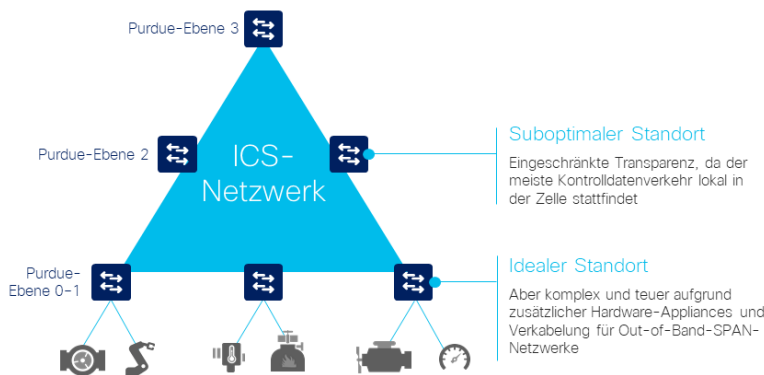 Purdue-Ebene 3
Purdue-Ebene 2
ICS-
Netzwerk
Suboptimaler Standort
Eingeschränkte Transparenz, da der
meiste Kontrolldatenverkehr lokal in
der Zelle stattfindet
Purdue-
Ebene 0-1
Idealer Standort
Aber komplex und teuer aufgrund
zusätzlicher Hardware-Appliances und
Verkabelung für Out-of-Band-SPAN-
Netzwerke